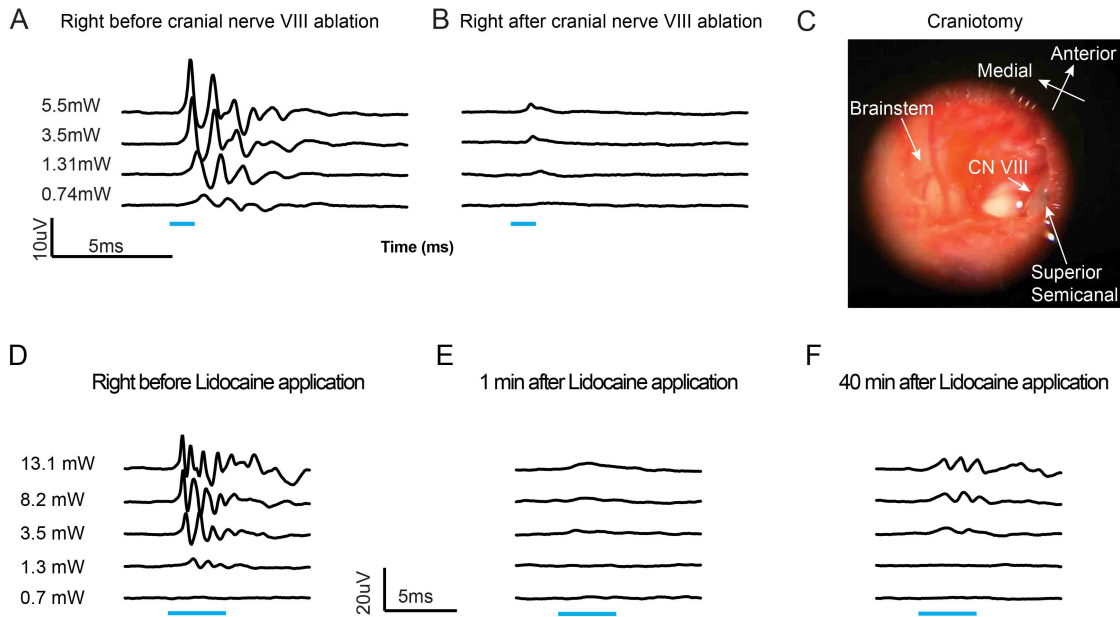 A
Right before cranial nerve VIII ablation
5.5mW
3.5mW
1.31mW
0.74mW
10uV
5ms
B
Right after cranial nerve VIII ablation
Time (ms)
C
Craniotomy
Anterior
Medial
Brainstem
CN VIII
Superior
Semicanal
D
Right before Lidocaine application
13.1 mW
8.2 mW
3.5 mW
1.3 mW
0.7 mW
E
1 min after Lidocaine application
20uV
5ms
F
40 min after Lidocaine application